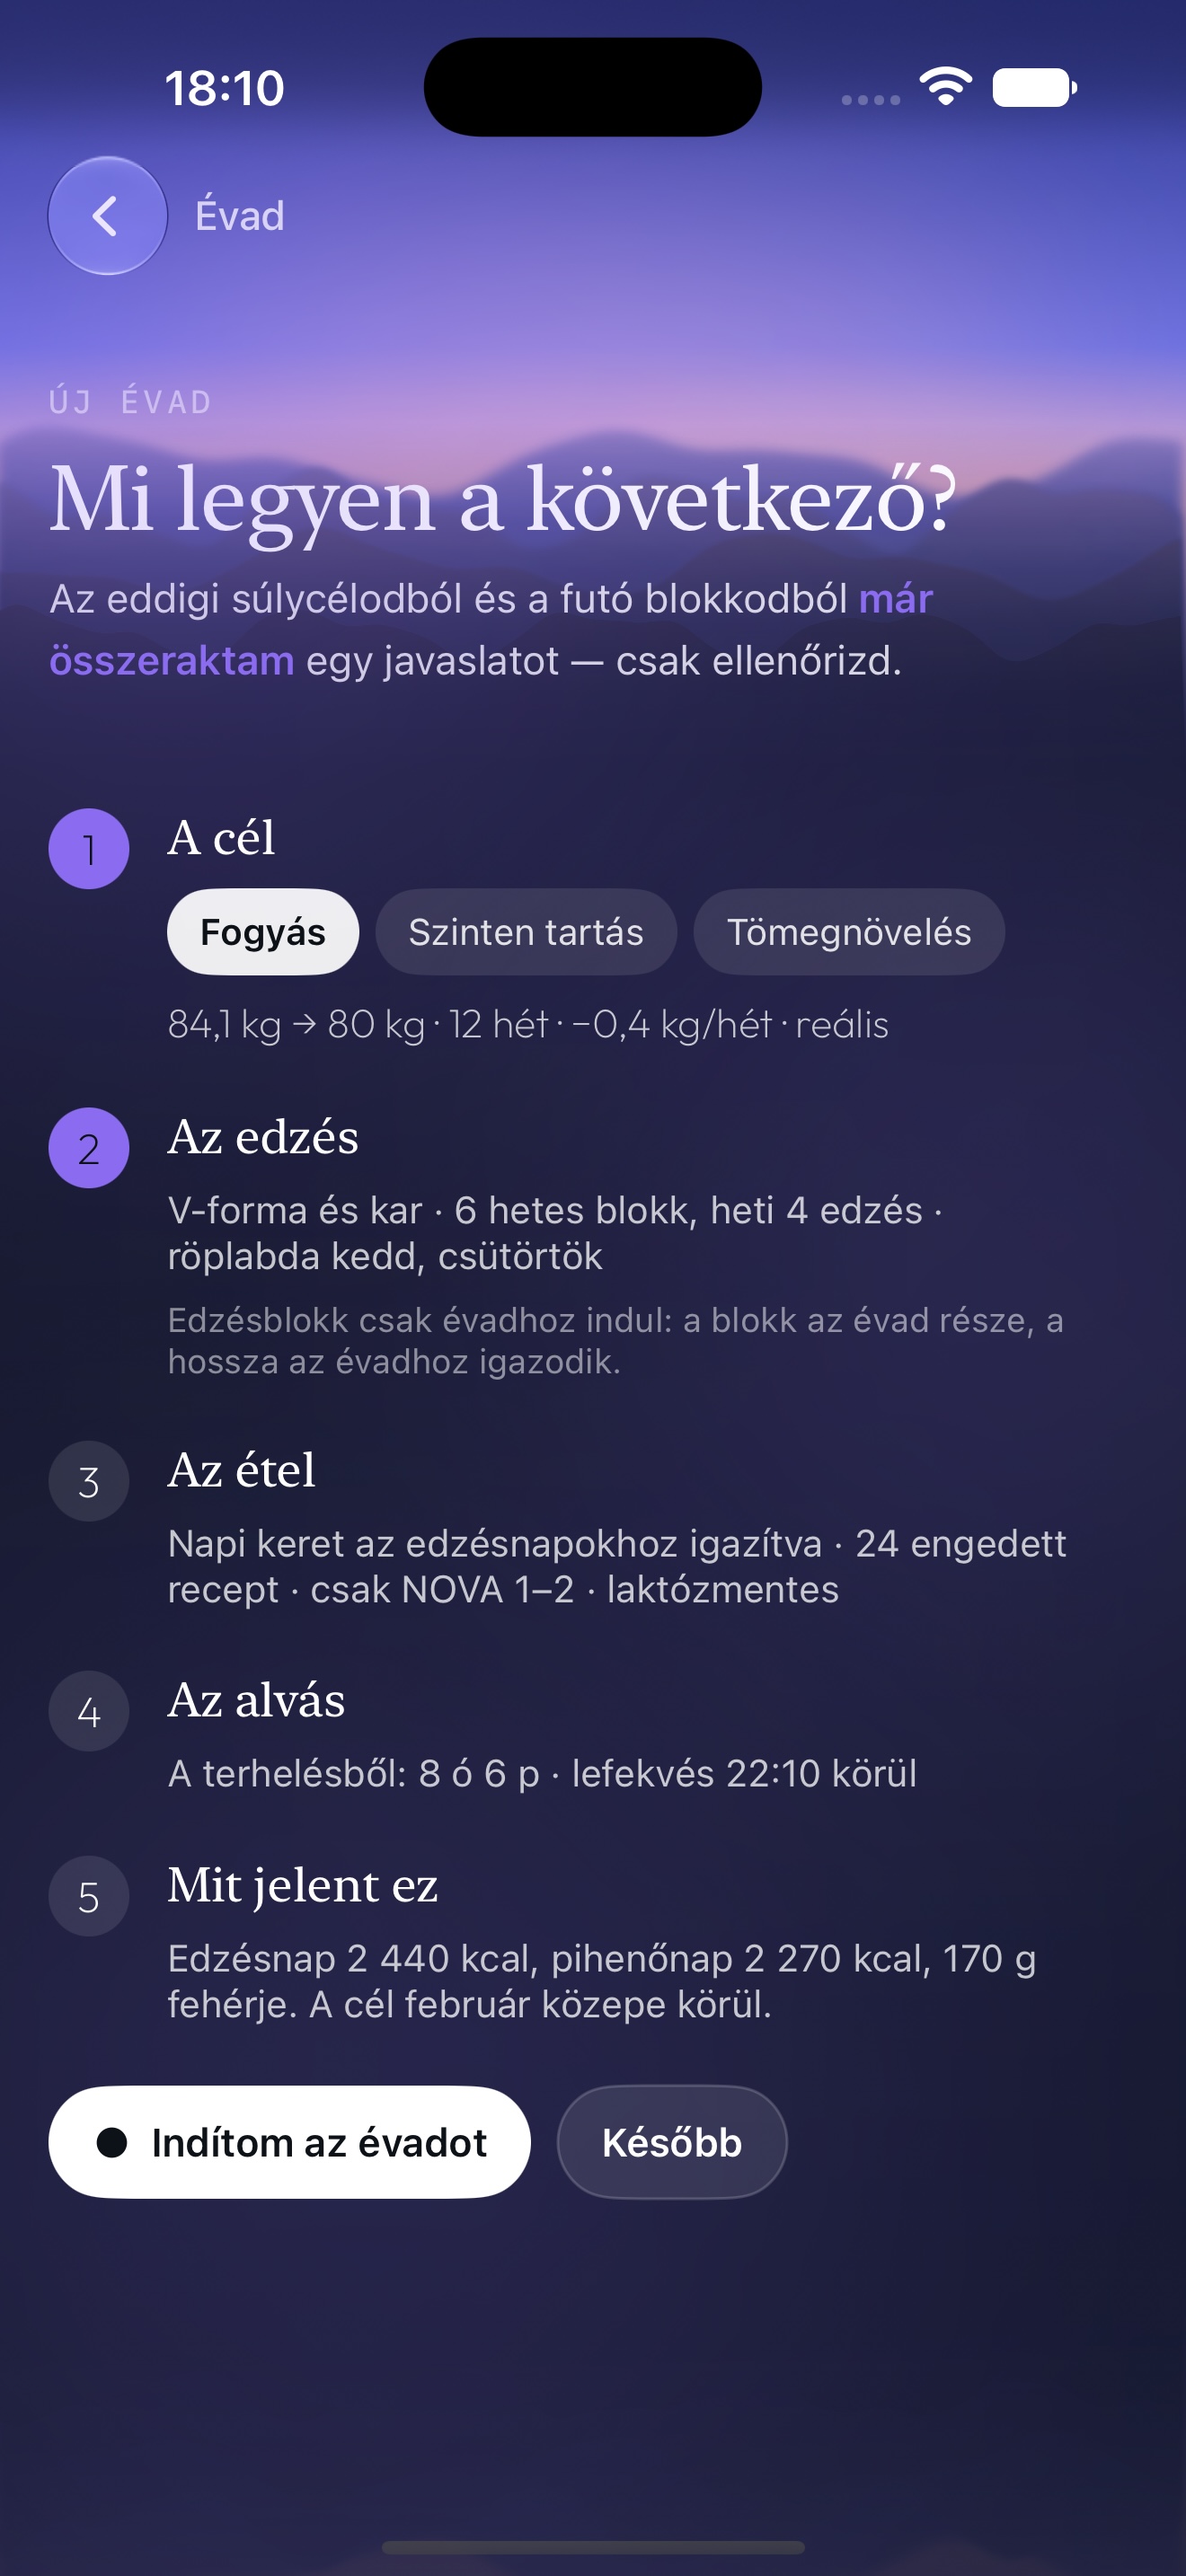 18:10
Évad
ÚJ ÉVAD
Mi legyen a következő?
Az eddigi súlycélodból és a futó blokkodból már
összeraktam egy javaslatot — csak ellenőrizd.
1
A cél
Fogyás
Szinten tartás
Tömegnövelés
84,1 kg → 80 kg · 12 hét · −0,4 kg/hét · reális
2
Az edzés
V-forma és kar · 6 hetes blokk, heti 4 edzés ·
röplabda kedd, csütörtök
Edzésblokk csak évadhoz indul: a blokk az évad része, a
hossza az évadhoz igazodik.
3
Az étel
Napi keret az edzésnapokhoz igazítva · 24 engedett
recept · csak NOVA 1–2 · laktózmentes
4
Az alvás
A terhelésből: 8 ó 6 p · lefekvés 22:10 körül
5
Mit jelent ez
Edzésnap 2 440 kcal, pihenőnap 2 270 kcal, 170 g
fehérje. A cél február közepe körül.
Indítom az évadot
Később